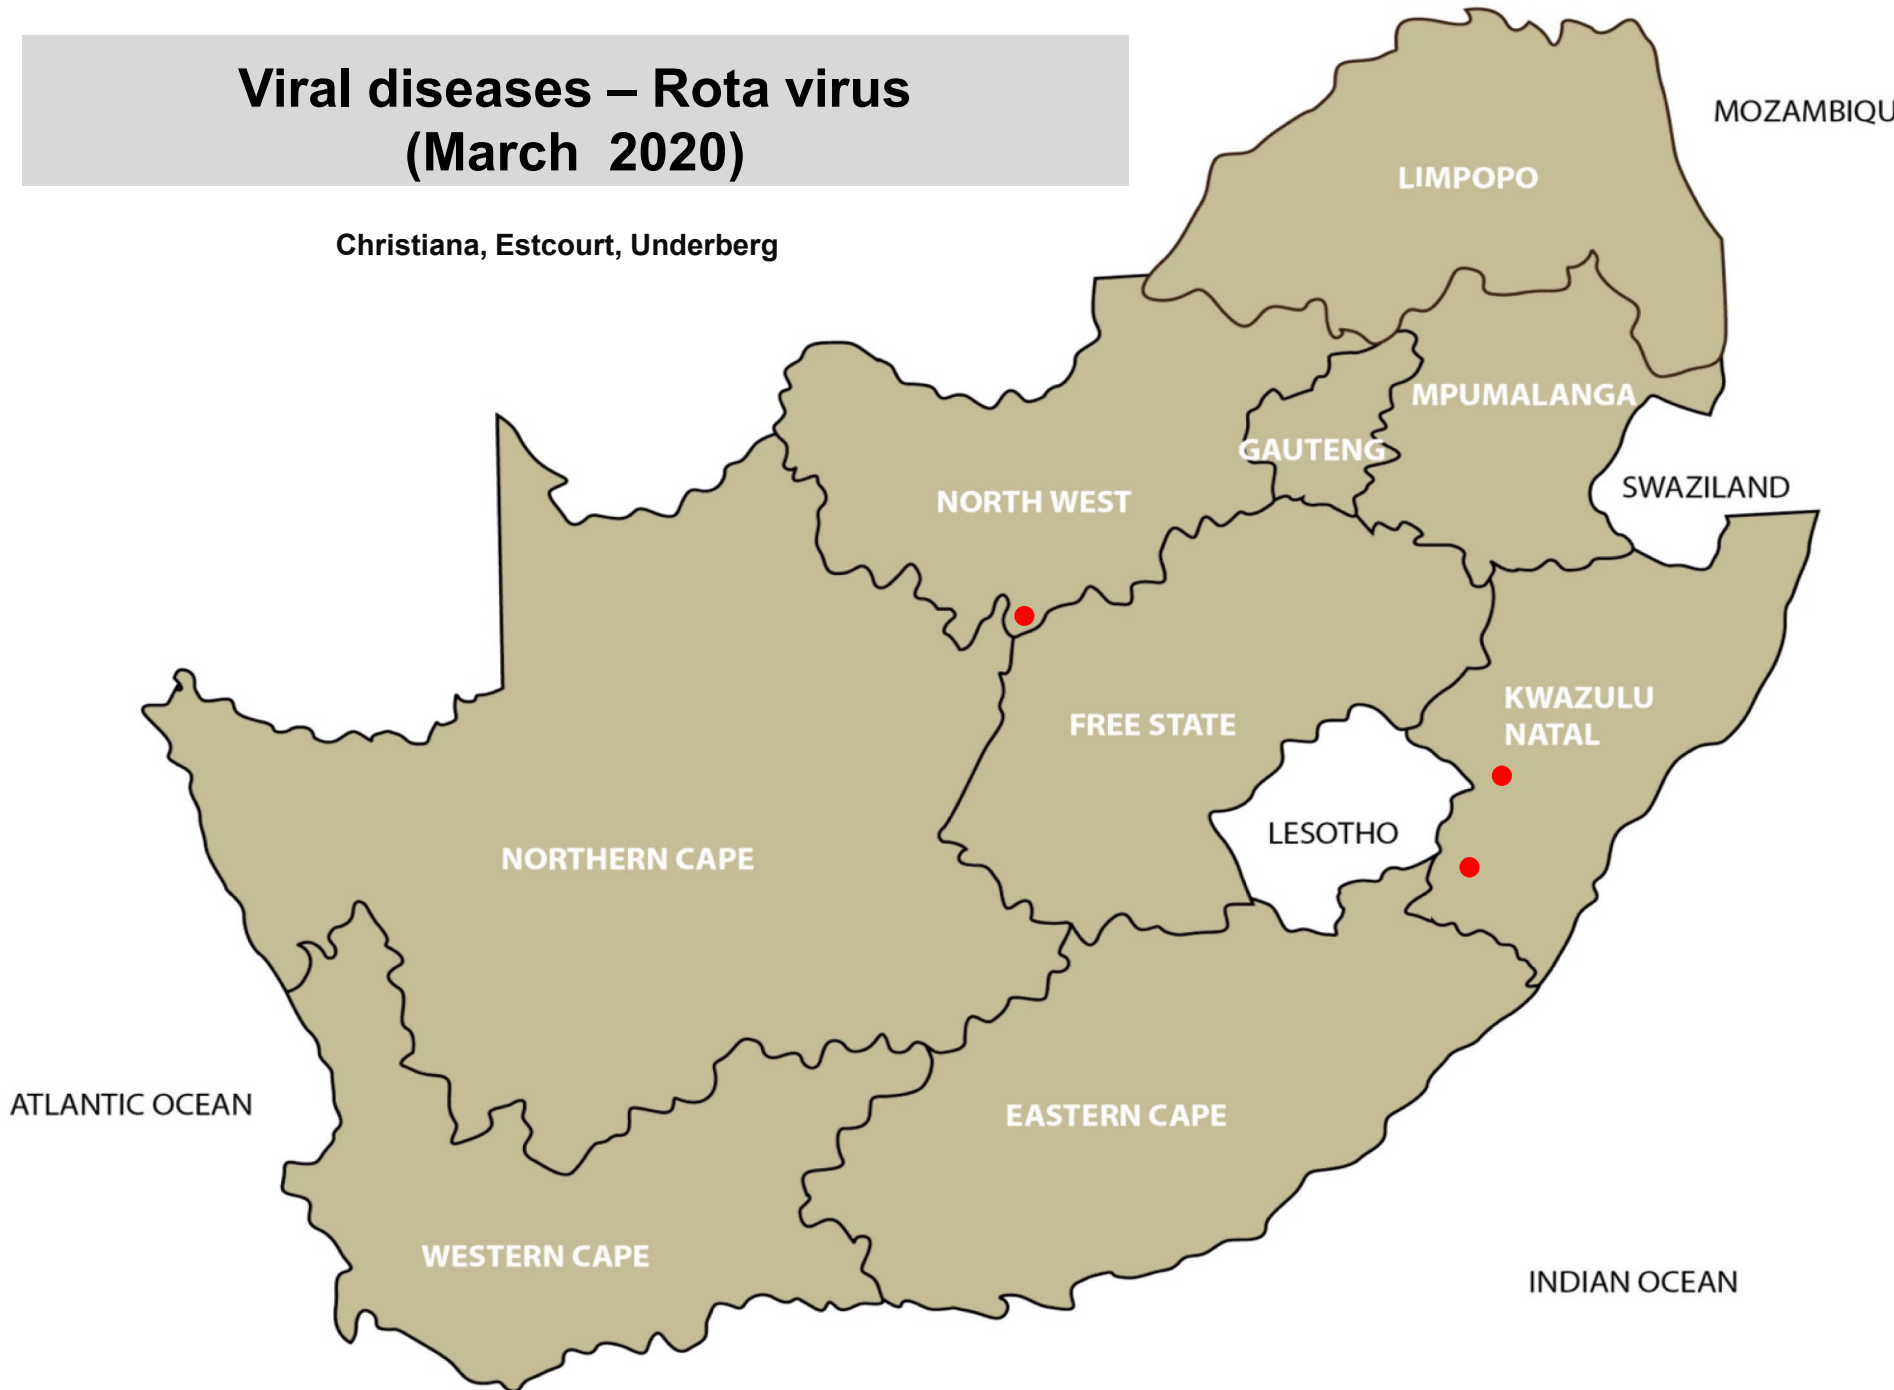 Viral diseases – Rota virus
(March  2020)
Christiana, Estcourt, Underberg
MOZAMBIQU
LIMPOPO
MPUMALANGA
GAUTENG
NORTH WEST
SWAZILAND
KWAZULU
NATAL
FREE STATE
LESOTHO
NORTHERN CAPE
ATLANTIC OCEAN
EASTERN CAPE
WESTERN CAPE
INDIAN OCEAN